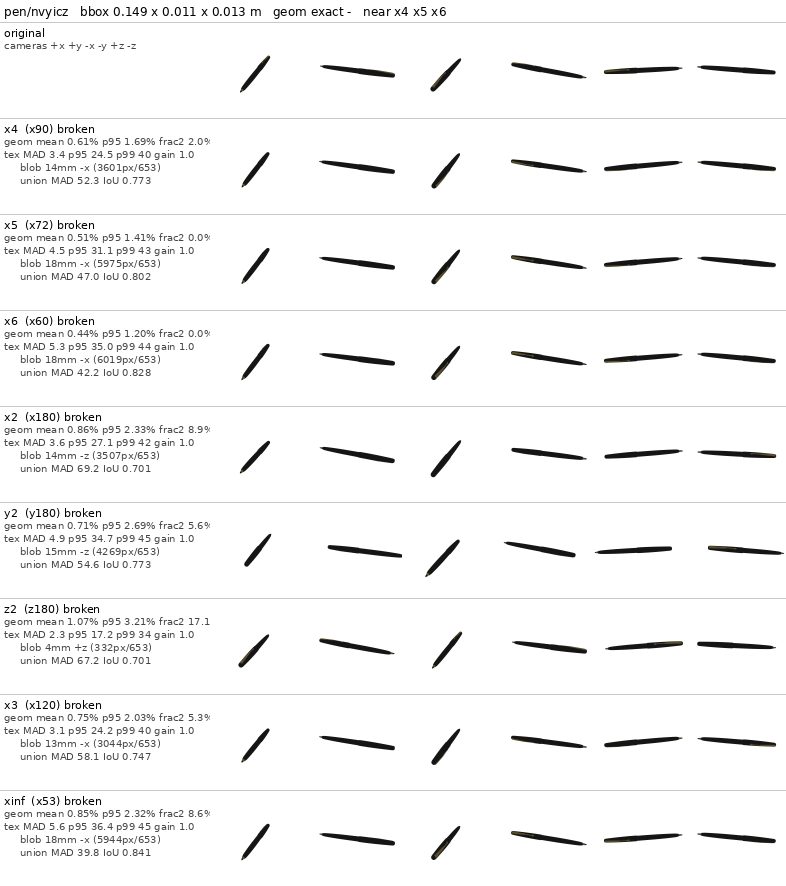 pen/nvyicz bbox 0.149 x 0.011 x 0.013 m geom exact - near x4 x5 x6
original
cameras +x +y -x -y +z -z
x4 (x90) broken
geom mean 0.61% p95 1.69% frac2 2.0%
tex MAD 3.4 p95 24.5 p99 40 gain 1.0
blob 14mm -x (3601px/653)
union MAD 52.3 IoU 0.773
x5 (x72) broken
geom mean 0.51% p95 1.41% frac2 0.0%
tex MAD 4.5 p95 31.1 p99 43 gain 1.0
blob 18mm -x (5975px/653)
union MAD 47.0 IoU 0.802
x6 (x60) broken
geom mean 0.44% p95 1.20% frac2 0.0%
tex MAD 5.3 p95 35.0 p99 44 gain 1.0
blob 18mm -x (6019px/653)
union MAD 42.2 IoU 0.828
x2 (x180) broken
geom mean 0.86% p95 2.33% frac2 8.9%
tex MAD 3.6 p95 27.1 p99 42 gain 1.0
blob 14mm -z (3507px/653)
union MAD 69.2 IoU 0.701
y2 (y180) broken
geom mean 0.71% p95 2.69% frac2 5.6%
tex MAD 4.9 p95 34.7 p99 45 gain 1.0
blob 15mm -z (4269px/653)
union MAD 54.6 IoU 0.773
z2 (z180) broken
geom mean 1.07% p95 3.21% frac2 17.1
tex MAD 2.3 p95 17.2 p99 34 gain 1.0
blob 4mm +z (332px/653)
union MAD 67.2 IoU 0.701
x3 (x120) broken
geom mean 0.75% p95 2.03% frac2 5.3%
tex MAD 3.1 p95 24.2 p99 40 gain 1.0
blob 13mm -x (3044px/653)
union MAD 58.1 IoU 0.747
xinf (x53) broken
geom mean 0.85% p95 2.32% frac2 8.6%
tex MAD 5.6 p95 36.4 p99 45 gain 1.0
blob 18mm -x (5944px/653)
union MAD 39.8 IoU 0.841